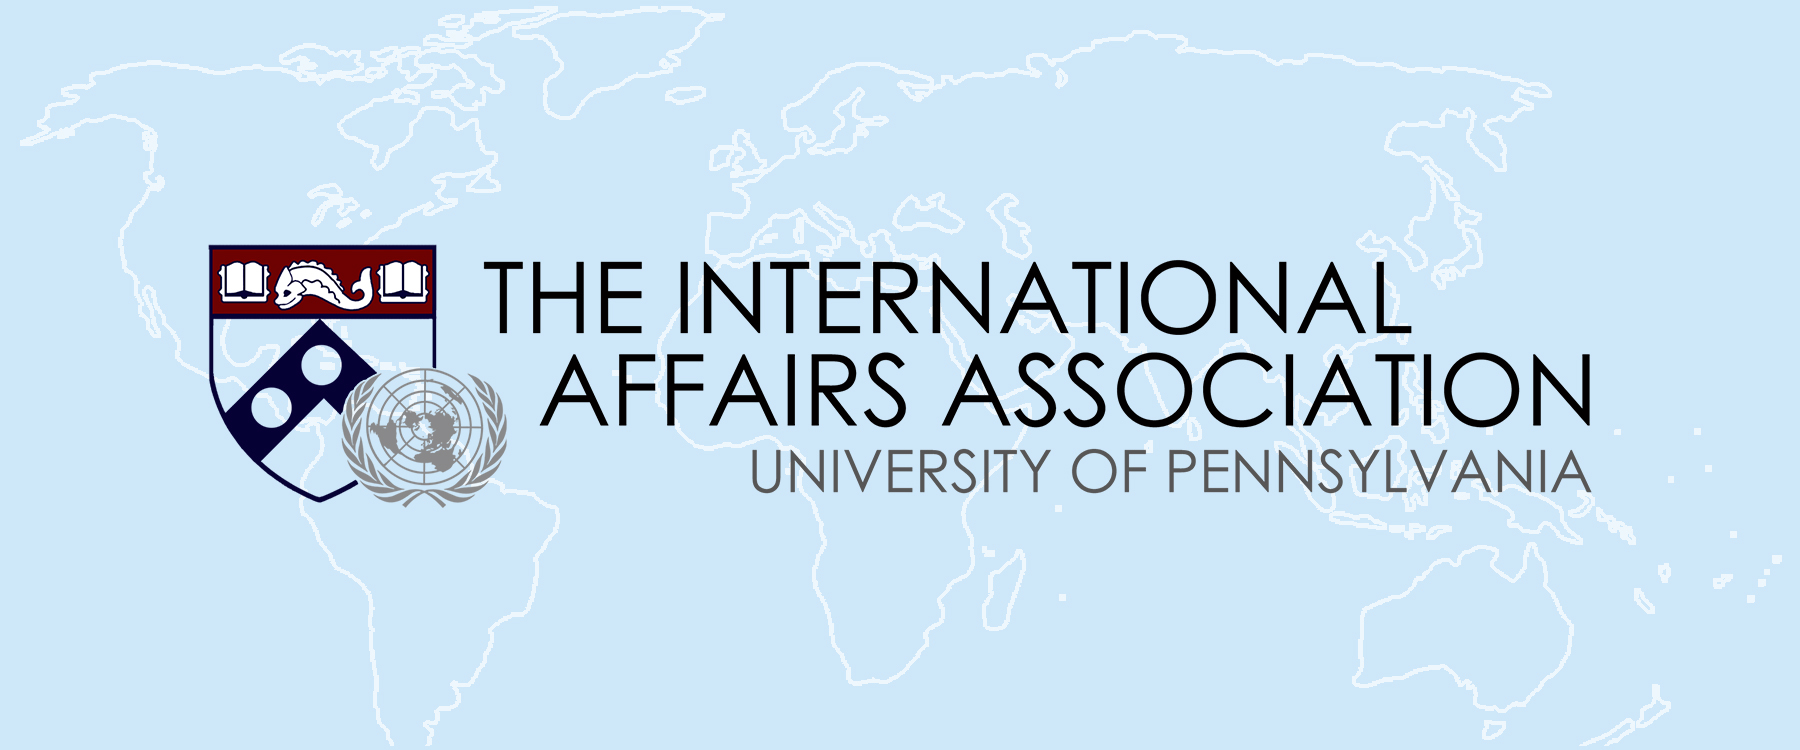 THE INTERNATIONAL
AFFAIRS ASSOCIATION
UNIVERSITY OF PENNSYLVANIA